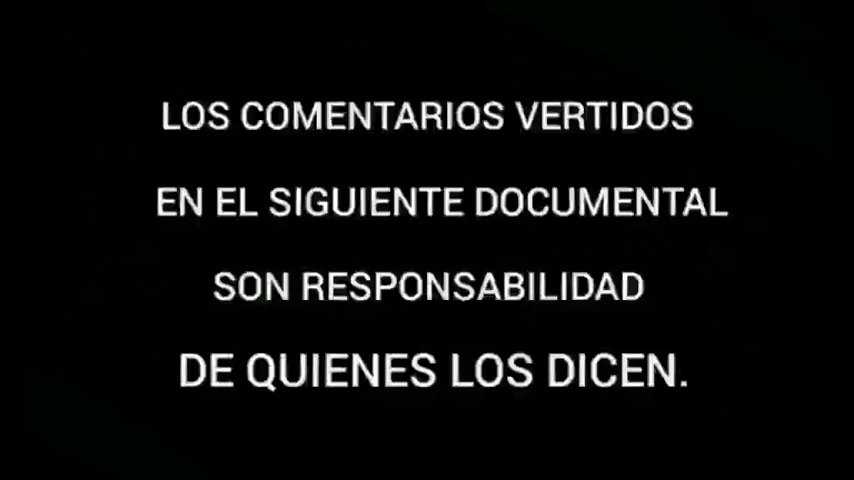 LOS COMENTARIOS VERTIDOS
EN EL SIGUIENTE DOCUMENTAL
SON RESPONSABILIDAD
DE QUIENES LOS DICEN.